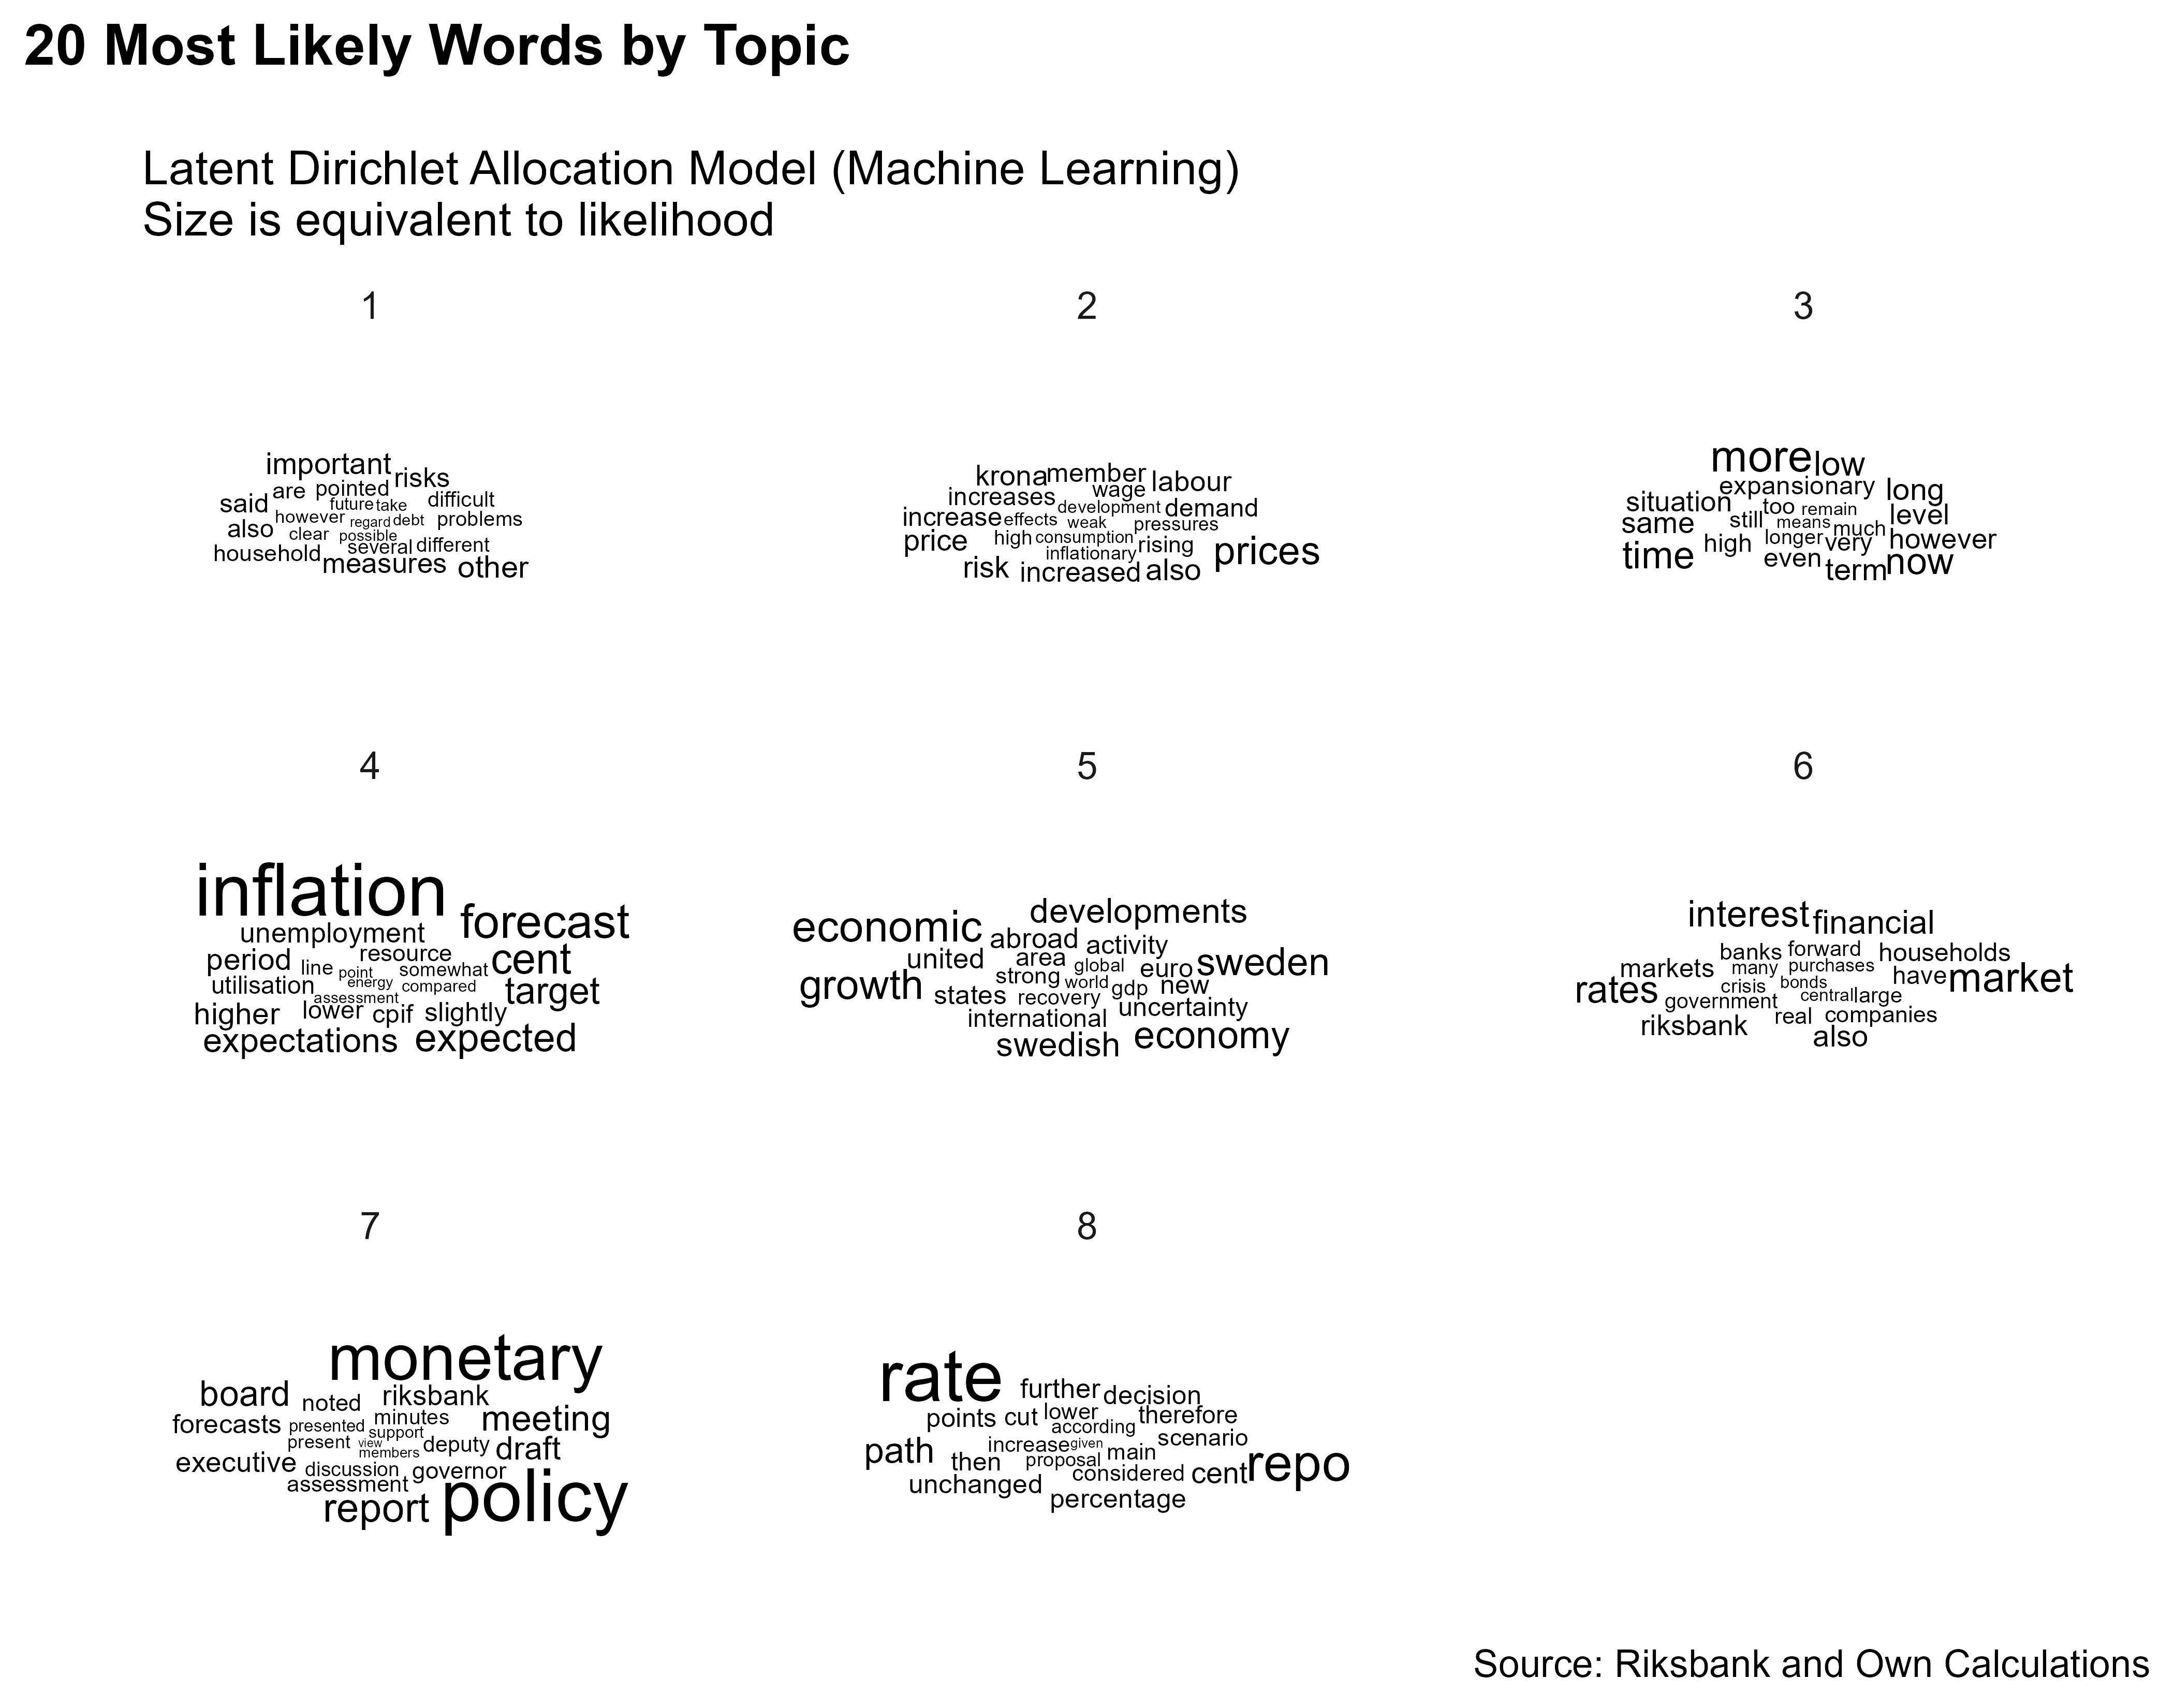 20 Most Likely Words by Topic
Latent Dirichlet Allocation Model (Machine Learning)
Size is equivalent to likelihood
1
important
risks
said are pointed future take difficult
also however regard debt problems
clear possible
household several different
measures other
2
krona member labour
increases wage
development demand
increase effects weak pressures
price high consumption rising prices
inflationary
risk increased also
3
more low
expansionary long
situation too remain level
same still means much
time high longer very however
even term now
4
inflation
forecast
unemployment
period line resource somewhat cent
point
utilisation energy compared target
assessment
higher lower cpif slightly
expectations expected
5
developments
economic abroad activity
united area global euro sweden
strong world
growth states recovery gdp new
international uncertainty
swedish economy
6
interest financial
banks forward households
markets many purchases have market
rates crisis bonds
government central large
riksbank real companies
also
7
monetary
board noted riksbank
forecasts presented minutes meeting
support
present view deputy draft
members
executive discussion governor
assessment
report policy
8
rate further decision
points cut lower therefore
according
path increase given main scenario
then proposal repo
considered cent
unchanged percentage
Source: Riksbank and Own Calculations